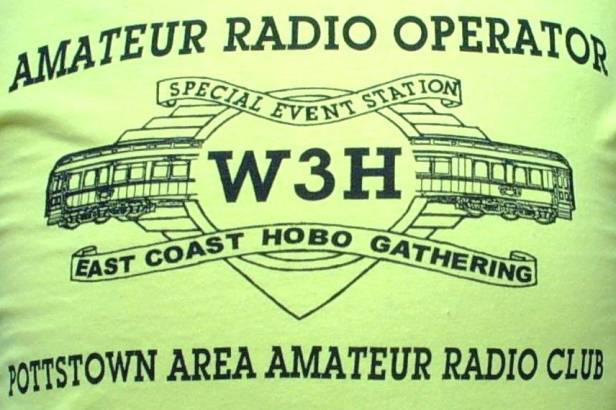 AMATEUR RADIO OPERATOR
SPECIAL EVENT STATION
W3H
EAST COAST HOBO GATHERING
POTTSTOWN AREA AMATEUR RADIO CLUB